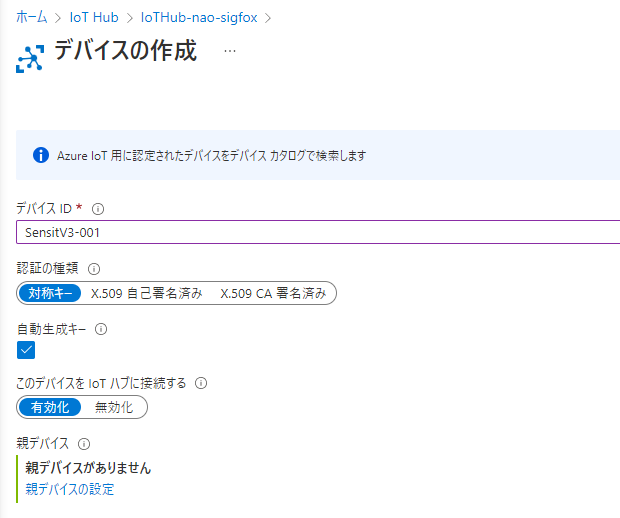 ホーム > IoT Hub > IoTHub-nao-sigfox >
デバイスの作成 …
Azure IoT 用に認定されたデバイスをデバイス カタログで検索します
デバイス ID *
SensitV3-001
認証の種類
対称キー X.509 自己署名済み X.509 CA 署名済み
自動生成キー
このデバイスを IoT ハブに接続する
有効化 無効化
親デバイス
親デバイスがありません
親デバイスの設定